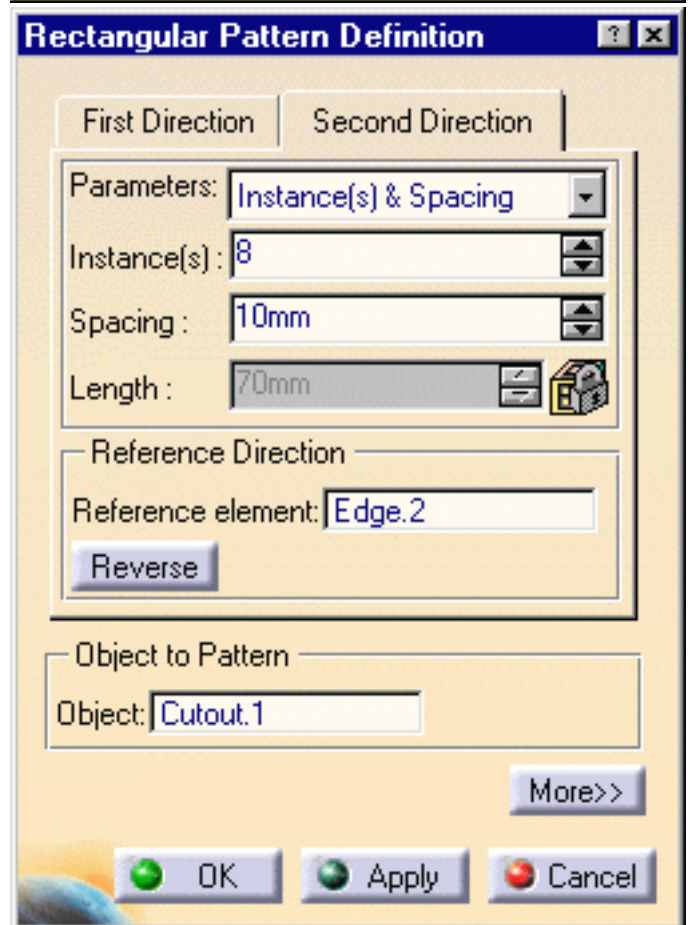 Rectangular Pattern Definition
First Direction Second Direction
Parameters: Instance(s) & Spacing
Instance(s) : 8
Spacing : 10mm
Length : 70mm
Reference Direction
Reference element: Edge.2
Reverse
Object to Pattern
Object: Cutout.1
More>>
OK Apply Cancel